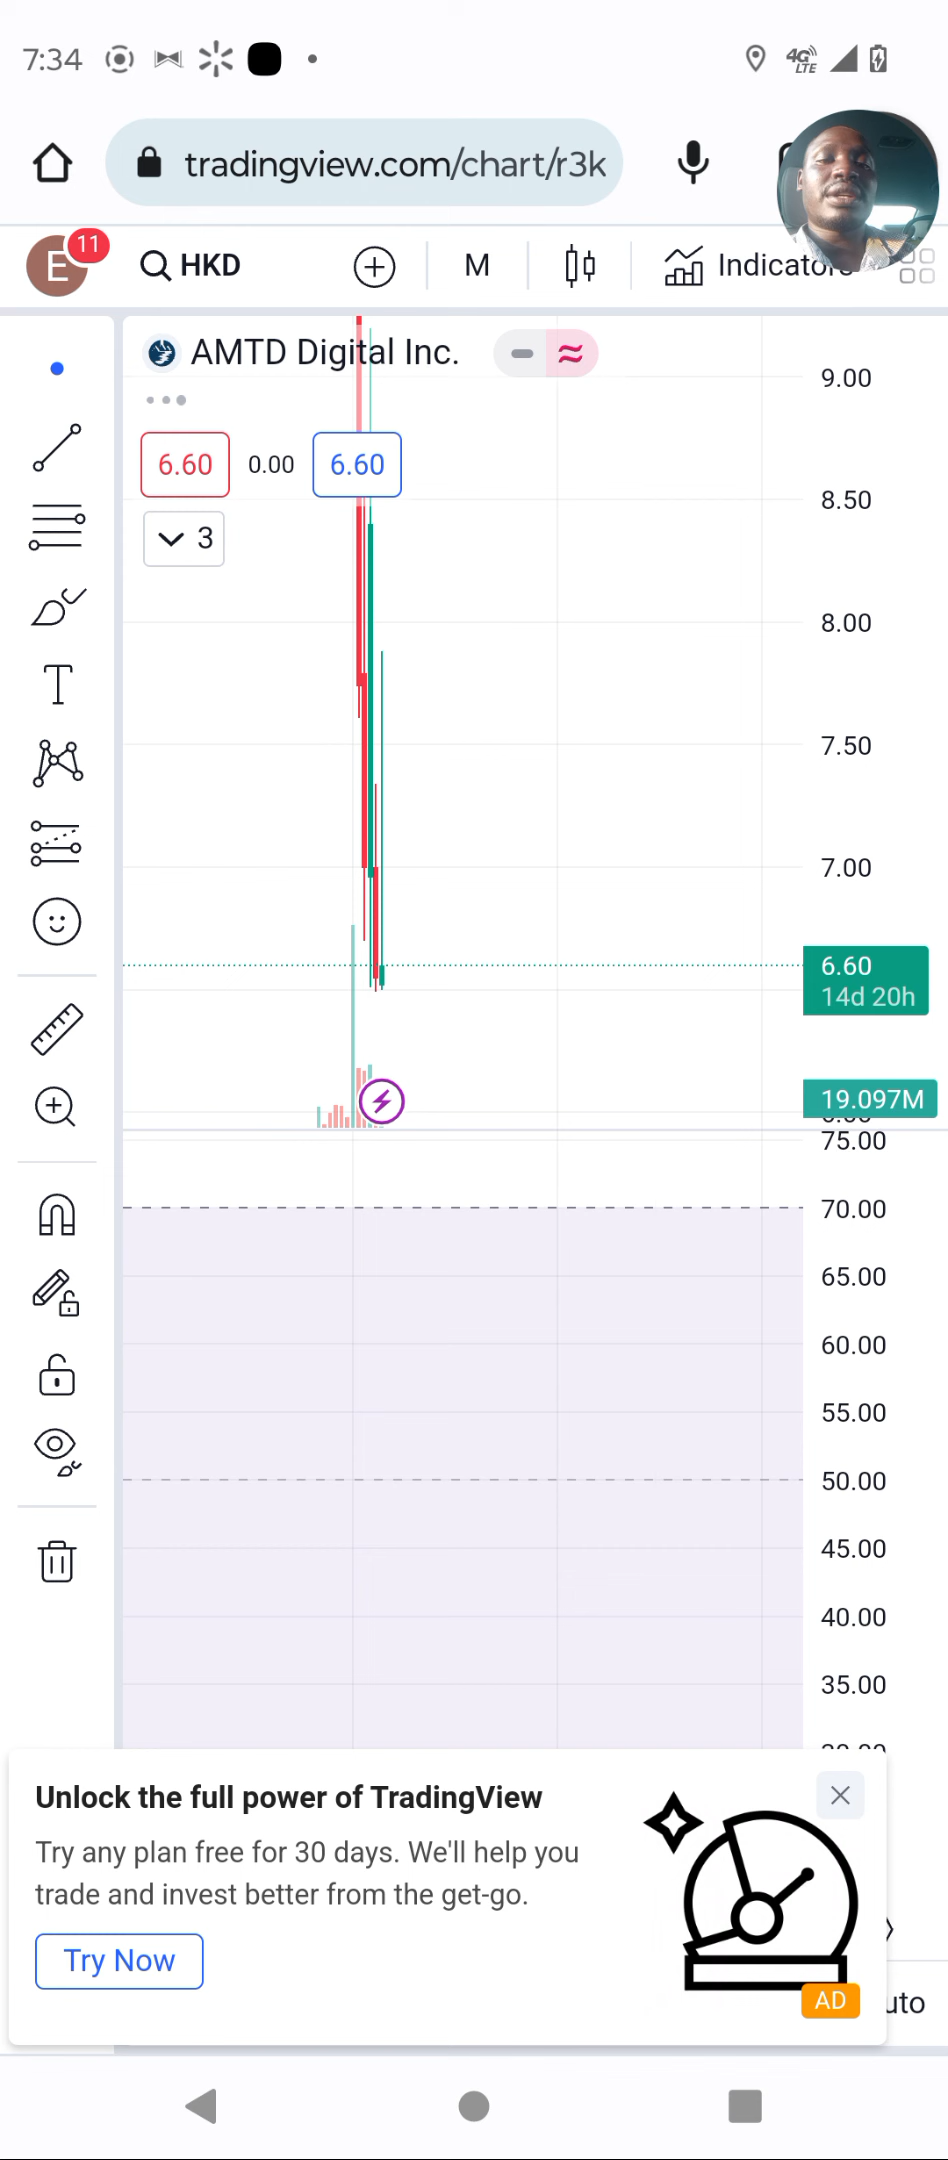 7:34
4G LTE
tradingview.com/chart/r3k
E
11
HKD
M
Indicators
AMTD Digital Inc.
6.60
0.00
6.60
3
9.00
8.50
8.00
7.50
7.00
6.60
14d 20h
19.097M
75.00
70.00
65.00
60.00
55.00
50.00
45.00
40.00
35.00
Unlock the full power of TradingView
Try any plan free for 30 days. We'll help you
trade and invest better from the get-go.
Try Now
AD
uto